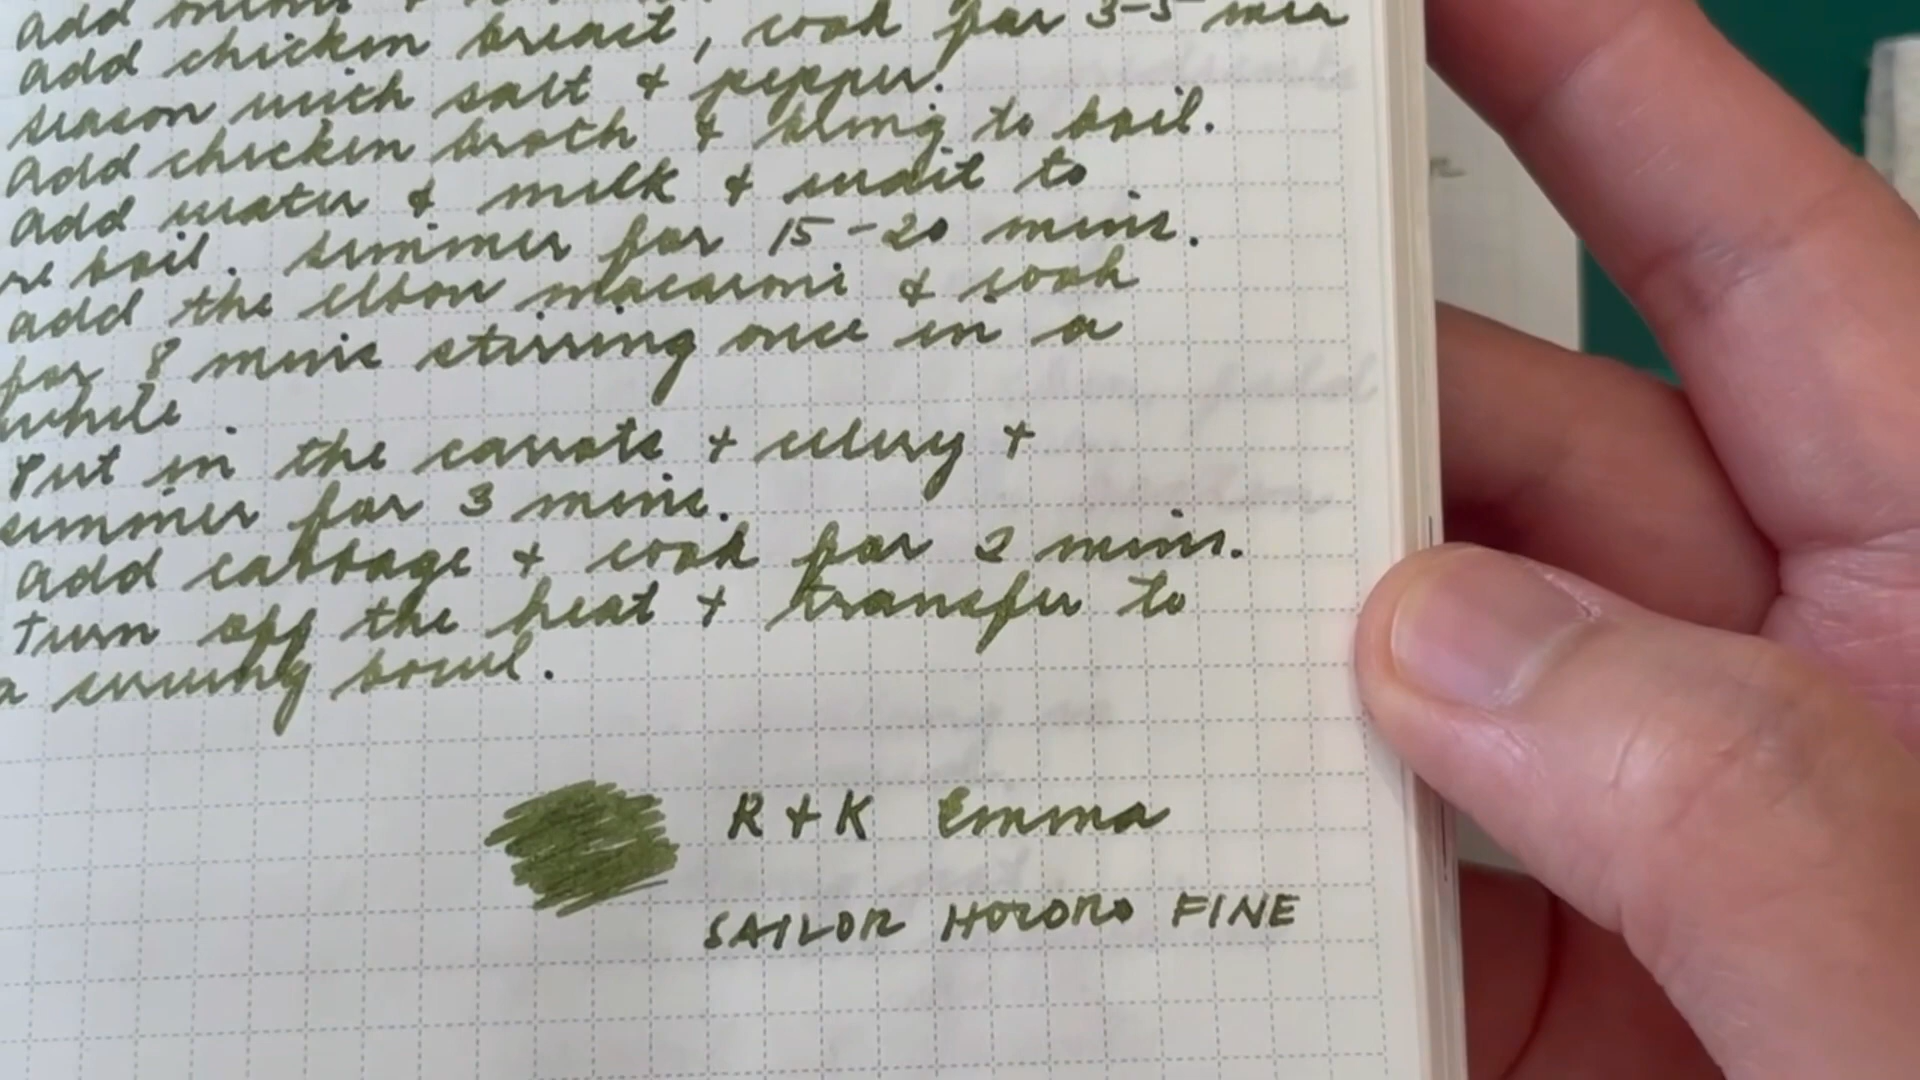 add onions
add chicken breast, cook for 3-5 min
season with salt & pepper.
add chicken broth & bring to boil.
add water & milk & wait to
re boil. simmer for 15-20 mins.
add the elbow macaroni & cook
for 8 mins stirring once in a
while.
Put in the carrots + celery +
simmer for 3 mins.
add cabbage + cook for 2 mins.
Turn off the heat + transfer to
a serving bowl.
R + K Emma
SAILOR HOCORO FINE